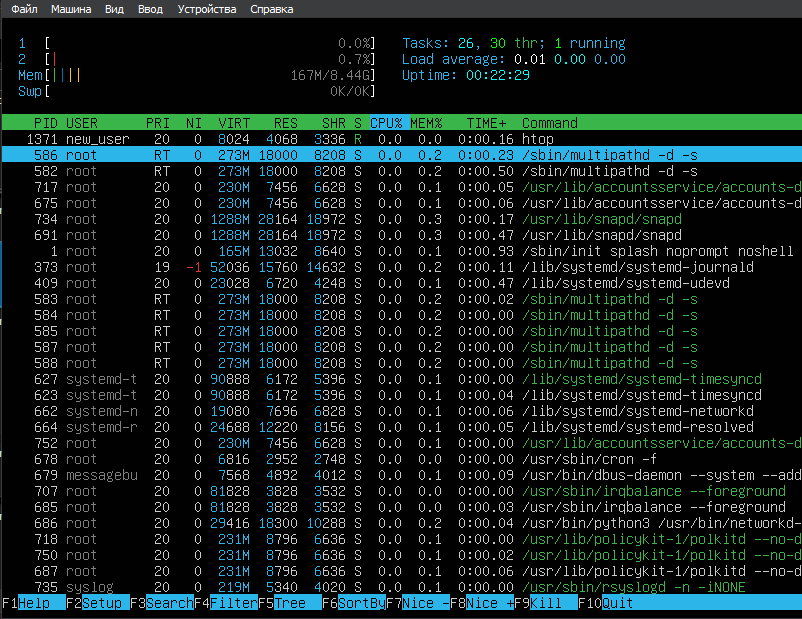 Файл Машина Вид Ввод Устройства Справка
1 [ 0.0%] Tasks: 26, 30 thr; 1 running
2 [| 0.7%] Load average: 0.01 0.00 0.00
Mem[|||| 167M/8.44G] Uptime: 00:22:29
Swp[ 0K/0K]
PID USER PRI NI VIRT RES SHR S CPU% MEM% TIME+ Command
1371 new_user 20 0 8024 4068 3336 R 0.0 0.0 0:00.16 htop
586 root RT 0 273M 18000 8208 S 0.0 0.2 0:00.23 /sbin/multipathd -d -s
582 root RT 0 273M 18000 8208 S 0.0 0.2 0:00.50 /sbin/multipathd -d -s
717 root 20 0 230M 7456 6628 S 0.0 0.1 0:00.05 /usr/lib/accountsservice/accounts-d
675 root 20 0 230M 7456 6628 S 0.0 0.1 0:00.06 /usr/lib/accountsservice/accounts-d
734 root 20 0 1288M 28164 18972 S 0.0 0.3 0:00.17 /usr/lib/snapd/snapd
691 root 20 0 1288M 28164 18972 S 0.0 0.3 0:00.47 /usr/lib/snapd/snapd
1 root 20 0 165M 13032 8640 S 0.0 0.1 0:00.93 /sbin/init splash noprompt noshell
373 root 19 -1 52036 15760 14632 S 0.0 0.2 0:00.11 /lib/systemd/systemd-journald
409 root 20 0 23028 6720 4248 S 0.0 0.1 0:00.47 /lib/systemd/systemd-udevd
583 root RT 0 273M 18000 8208 S 0.0 0.2 0:00.02 /sbin/multipathd -d -s
584 root RT 0 273M 18000 8208 S 0.0 0.2 0:00.00 /sbin/multipathd -d -s
585 root RT 0 273M 18000 8208 S 0.0 0.2 0:00.00 /sbin/multipathd -d -s
587 root RT 0 273M 18000 8208 S 0.0 0.2 0:00.00 /sbin/multipathd -d -s
588 root RT 0 273M 18000 8208 S 0.0 0.2 0:00.00 /sbin/multipathd -d -s
627 systemd-t 20 0 90888 6172 5396 S 0.0 0.1 0:00.00 /lib/systemd/systemd-timesyncd
623 systemd-t 20 0 90888 6172 5396 S 0.0 0.1 0:00.04 /lib/systemd/systemd-timesyncd
662 systemd-n 20 0 19080 7696 6828 S 0.0 0.1 0:00.06 /lib/systemd/systemd-networkd
664 systemd-r 20 0 24688 12220 8156 S 0.0 0.1 0:00.05 /lib/systemd/systemd-resolved
752 root 20 0 230M 7456 6628 S 0.0 0.1 0:00.00 /usr/lib/accountsservice/accounts-d
678 root 20 0 6816 2952 2748 S 0.0 0.0 0:00.00 /usr/sbin/cron -f
679 messagebu 20 0 7568 4892 4012 S 0.0 0.1 0:00.09 /usr/bin/dbus-daemon --system --add
707 root 20 0 81828 3828 3532 S 0.0 0.0 0:00.00 /usr/sbin/irqbalance --foreground
685 root 20 0 81828 3828 3532 S 0.0 0.0 0:00.03 /usr/sbin/irqbalance --foreground
686 root 20 0 29416 18300 10288 S 0.0 0.2 0:00.04 /usr/bin/python3 /usr/bin/networkd-
718 root 20 0 231M 8796 6636 S 0.0 0.1 0:00.00 /usr/lib/policykit-1/polkitd --no-d
750 root 20 0 231M 8796 6636 S 0.0 0.1 0:00.02 /usr/lib/policykit-1/polkitd --no-d
687 root 20 0 231M 8796 6636 S 0.0 0.1 0:00.06 /usr/lib/policykit-1/polkitd --no-d
735 syslog 20 0 219M 5340 4020 S 0.0 0.1 0:00.00 /usr/sbin/rsyslogd -n -iNONE
F1Help F2Setup F3SearchF4FilterF5Tree F6SortByF7Nice -F8Nice +F9Kill F10Quit